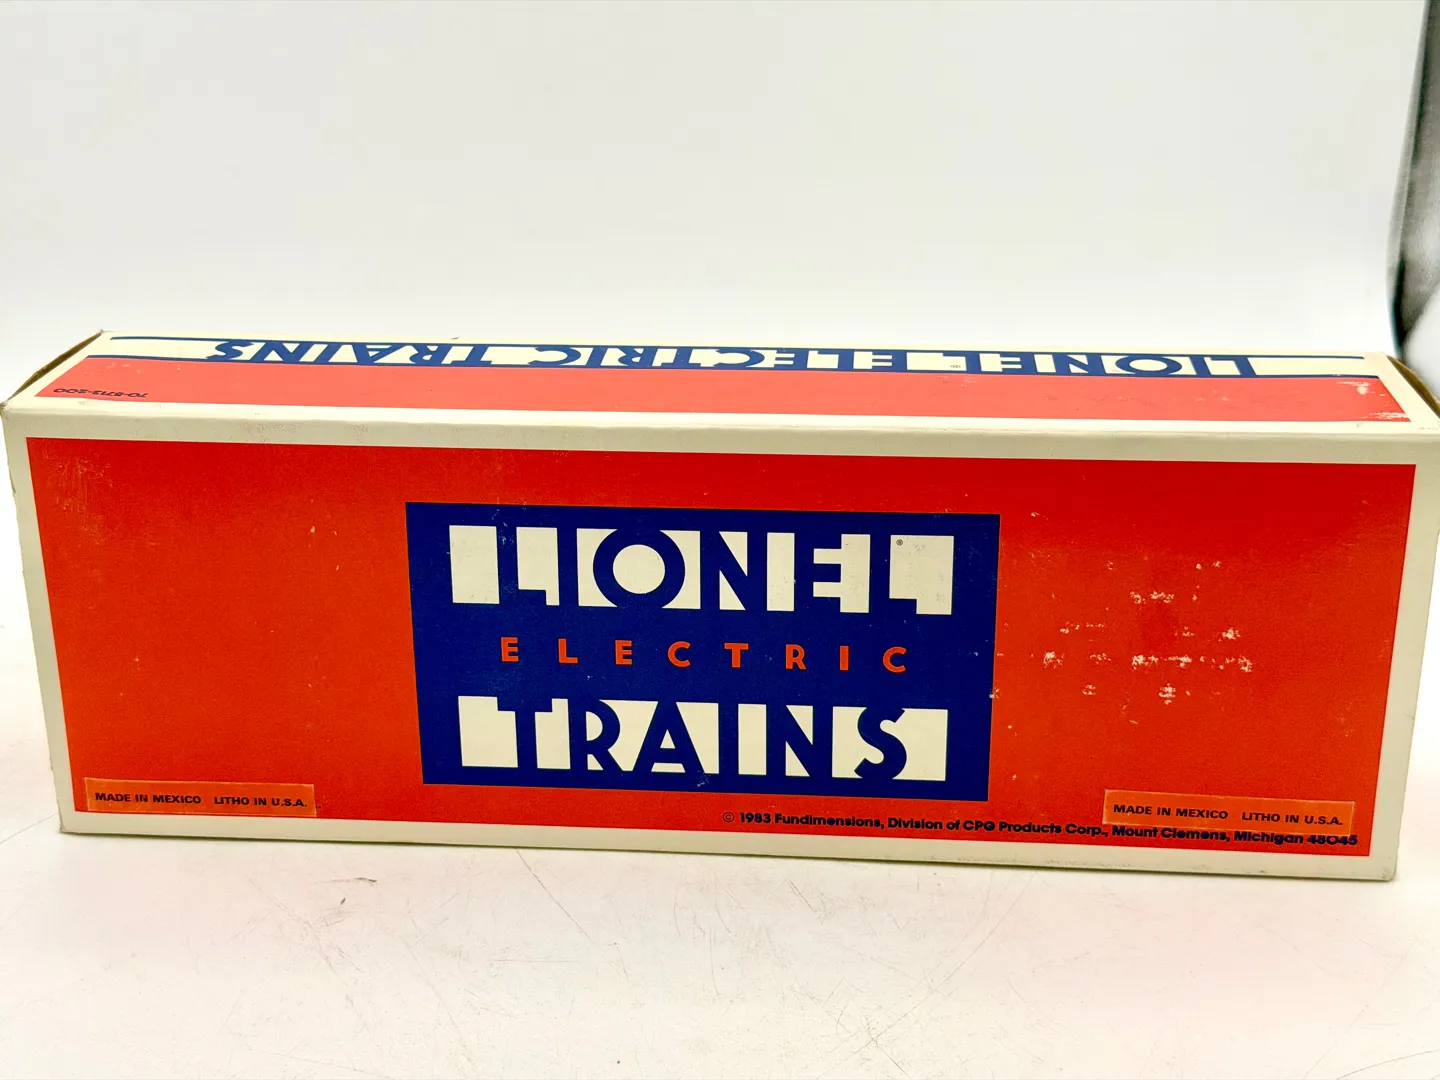 LIONEL ELECTRIC TRAINS
®
70-5713-200
LIONEL®
ELECTRIC
TRAINS
MADE IN MEXICO LITHO IN U.S.A.
MADE IN MEXICO LITHO IN U.S.A.
© 1983 Fundimensions, Division of CPG Products Corp., Mount Clemens, Michigan 48045